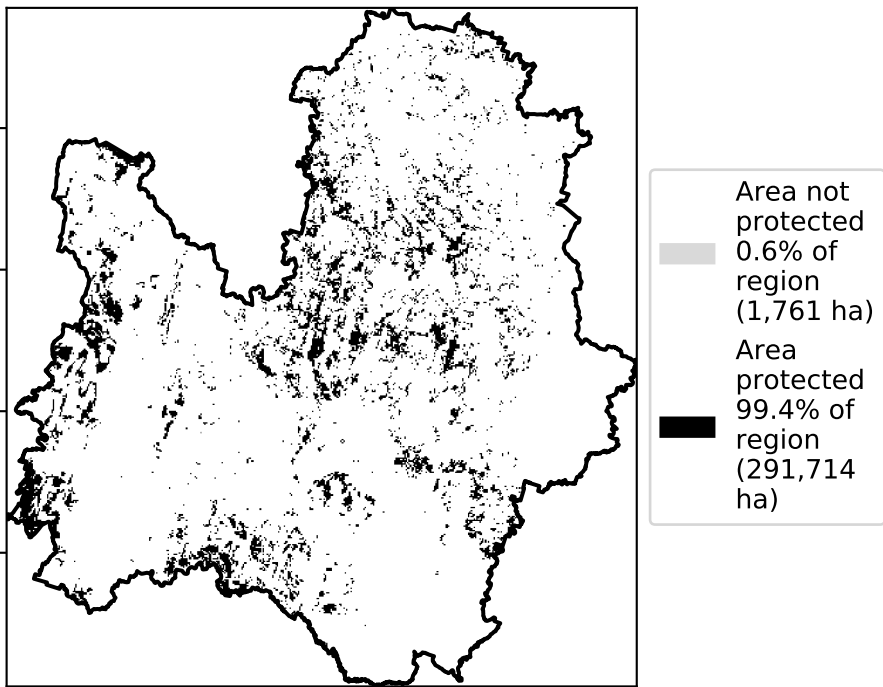 Area not
protected
0.6% of
region
(1,761 ha)
Area
protected
99.4% of
region
(291,714
ha)